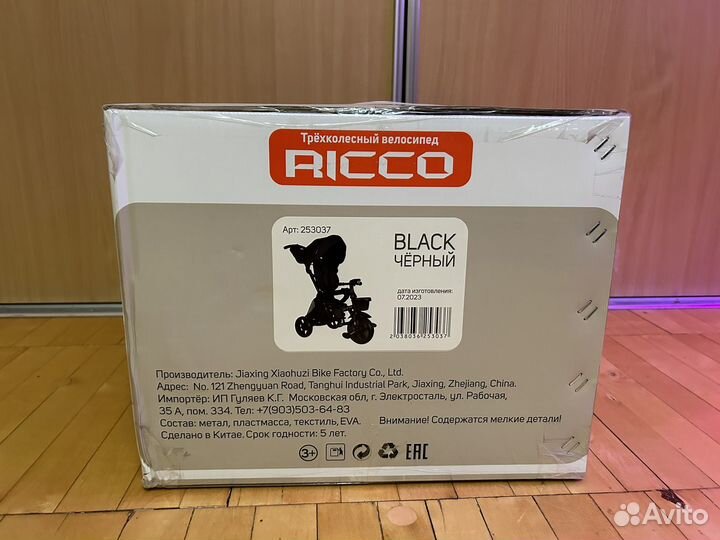 Трёхколесный велосипед
RICCO
Арт: 253037
BLACK
ЧЁРНЫЙ
дата изготовления:
07.2023
2 038036 253037
Производитель: Jiaxing Xiaohuzi Bike Factory Co., Ltd.
Адрес: No. 121 Zhengyuan Road, Tanghui Industrial Park, Jiaxing, Zhejiang, China.
Импортёр: ИП Гуляев К.Г. Московская обл, г. Электросталь, ул. Рабочая,
35 А, пом. 334. Тел: +7(903)503-64-83
Состав: метал, пластмасса, текстиль, EVA. Внимание! Содержатся мелкие детали!
Сделано в Китае. Срок годности: 5 лет.
3+ EAC
Avito